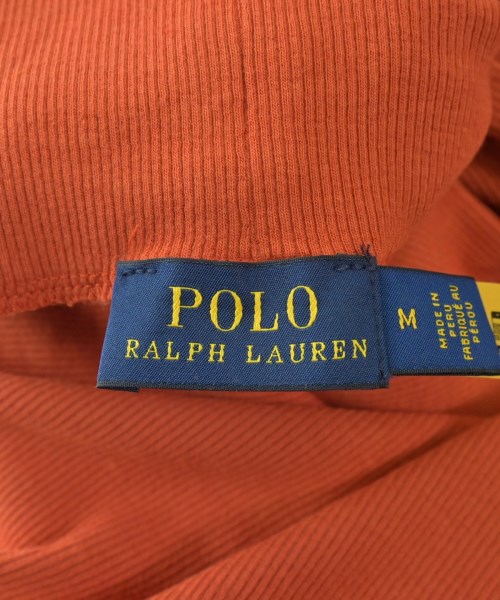 POLO
RALPH LAUREN
M
MADE IN
PERU
FABRIQUÉ AU
PÉROU